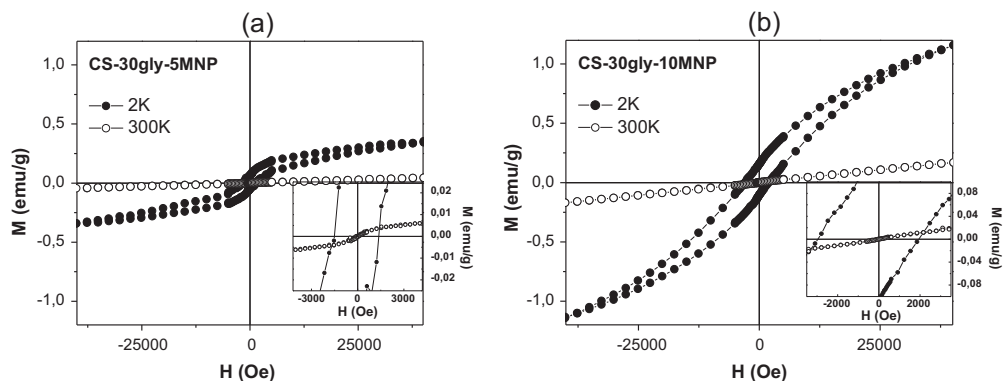 (a)
CS-30gly-5MNP
2K
300K
M (emu/g)
1,0
0,5
0,0
-0,5
-1,0
-25000 0 25000
H (Oe)
0,02
0,01
0,00
-0,01
-0,02
M (emu/g)
-4000 0 4000
H (Oe)
(b)
CS-30gly-10MNP
2K
300K
M (emu/g)
1,0
0,5
0,0
-0,5
-1,0
-25000 0 25000
H (Oe)
0,08
0,04
0,00
-0,04
-0,08
M (emu/g)
-2000 0 2000
H (Oe)